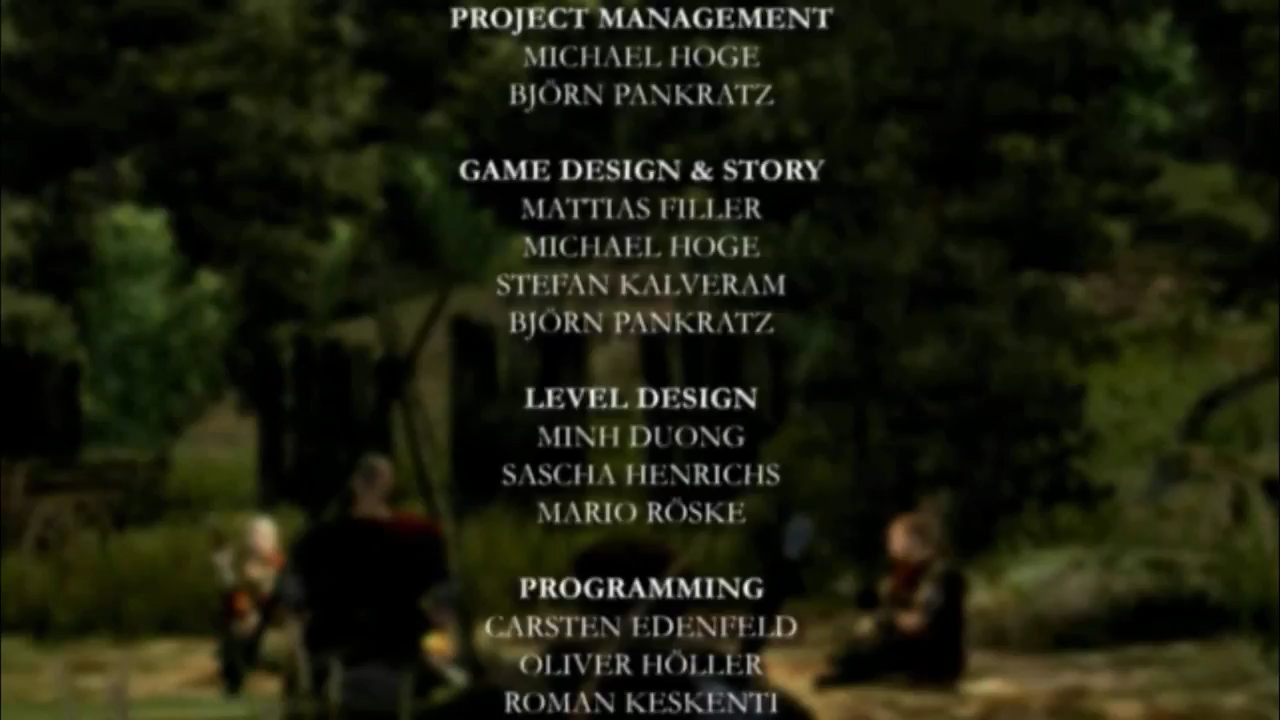 PROJECT MANAGEMENT
MICHAEL HOGE
BJÖRN PANKRATZ
GAME DESIGN & STORY
MATTIAS FILLER
MICHAEL HOGE
STEFAN KALVERAM
BJÖRN PANKRATZ
LEVEL DESIGN
MINH DUONG
SASCHA HENRICHS
MARIO RÖSKE
PROGRAMMING
CARSTEN EDENFELD
OLIVER HÖLLER
ROMAN KESKENTI